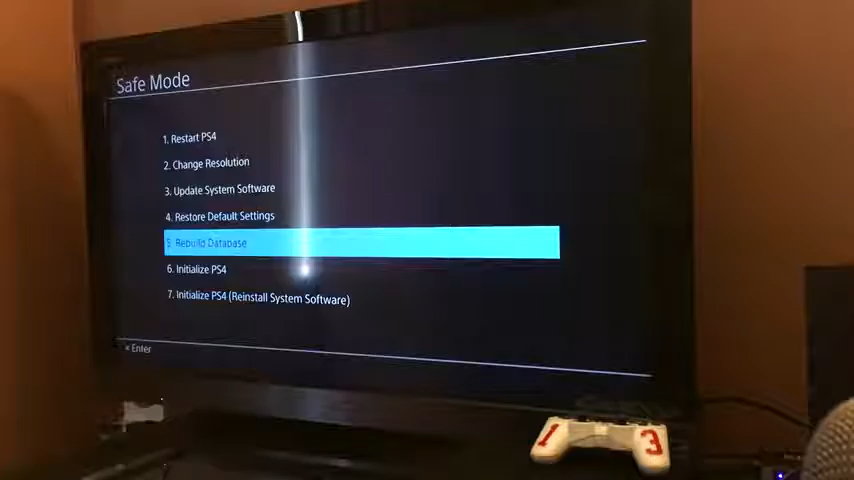 Safe Mode
1. Restart PS4
2. Change Resolution
3. Update System Software
4. Restore Default Settings
5. Rebuild Database
6. Initialize PS4
7. Initialize PS4 (Reinstall System Software)
× Enter
1 3